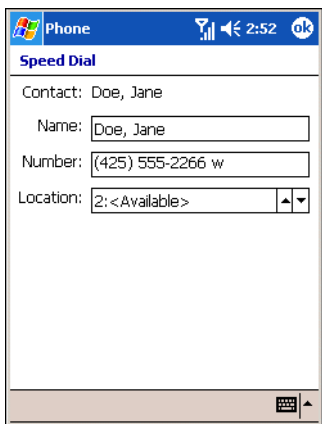 Phone 2:52 ok
Speed Dial
Contact: Doe, Jane
Name: Doe, Jane
Number: (425) 555-2266 w
Location: 2:<Available>